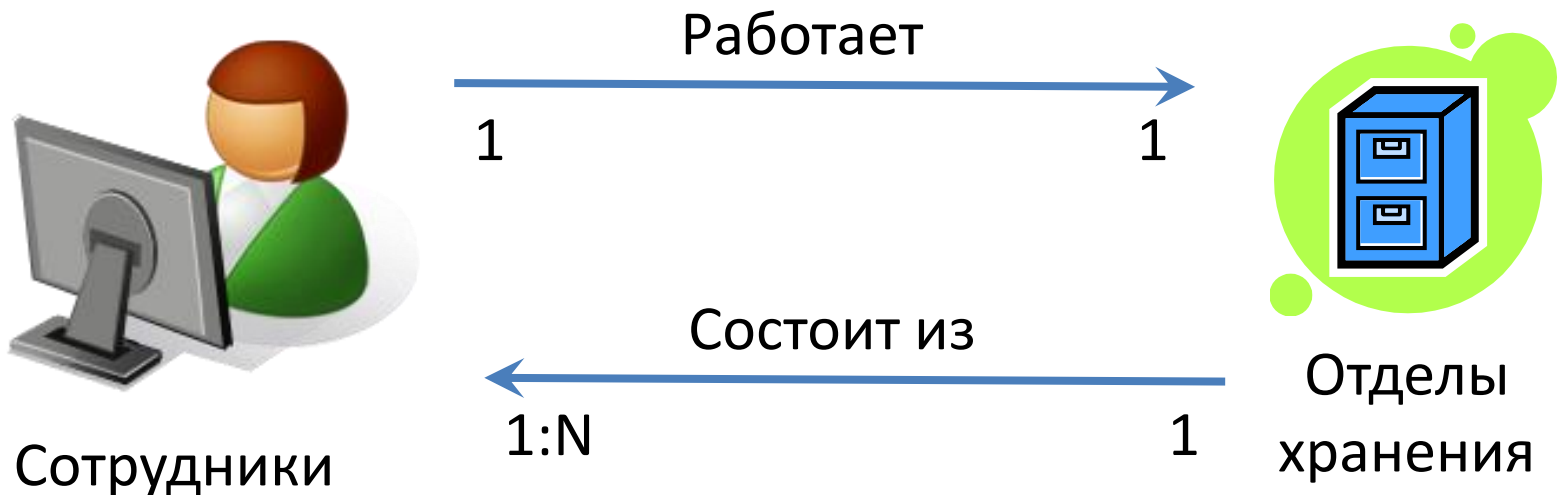 Работает
1 1
Состоит из
1:N 1
Сотрудники
Отделы
хранения